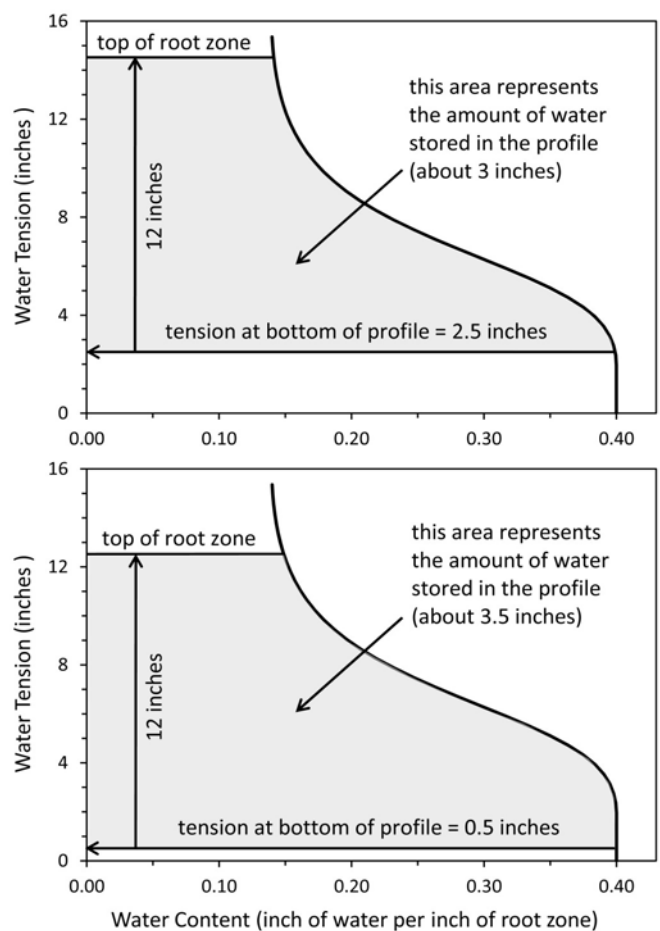 16
12
8
4
0
Water Tension (inches)
top of root zone
12 inches
this area represents
the amount of water
stored in the profile
(about 3 inches)
tension at bottom of profile = 2.5 inches
0.00 0.10 0.20 0.30 0.40
16
12
8
4
0
Water Tension (inches )
top of root zone
12 inches
this area represents
the amount of water
stored in the profile
(about 3.5 inches)
tension at bottom of profile = 0.5 inches
0.00 0.10 0.20 0.30 0.40
Water Content (inch of water per inch of root zone)